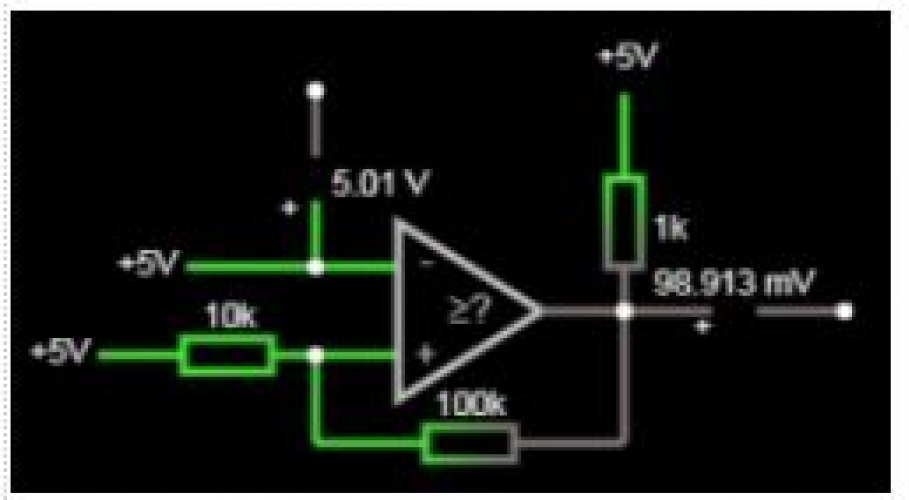 +5V
5.01 V
+
+5V
-
1k
98.913 mV
≥?
+
10k
+5V
+
100k